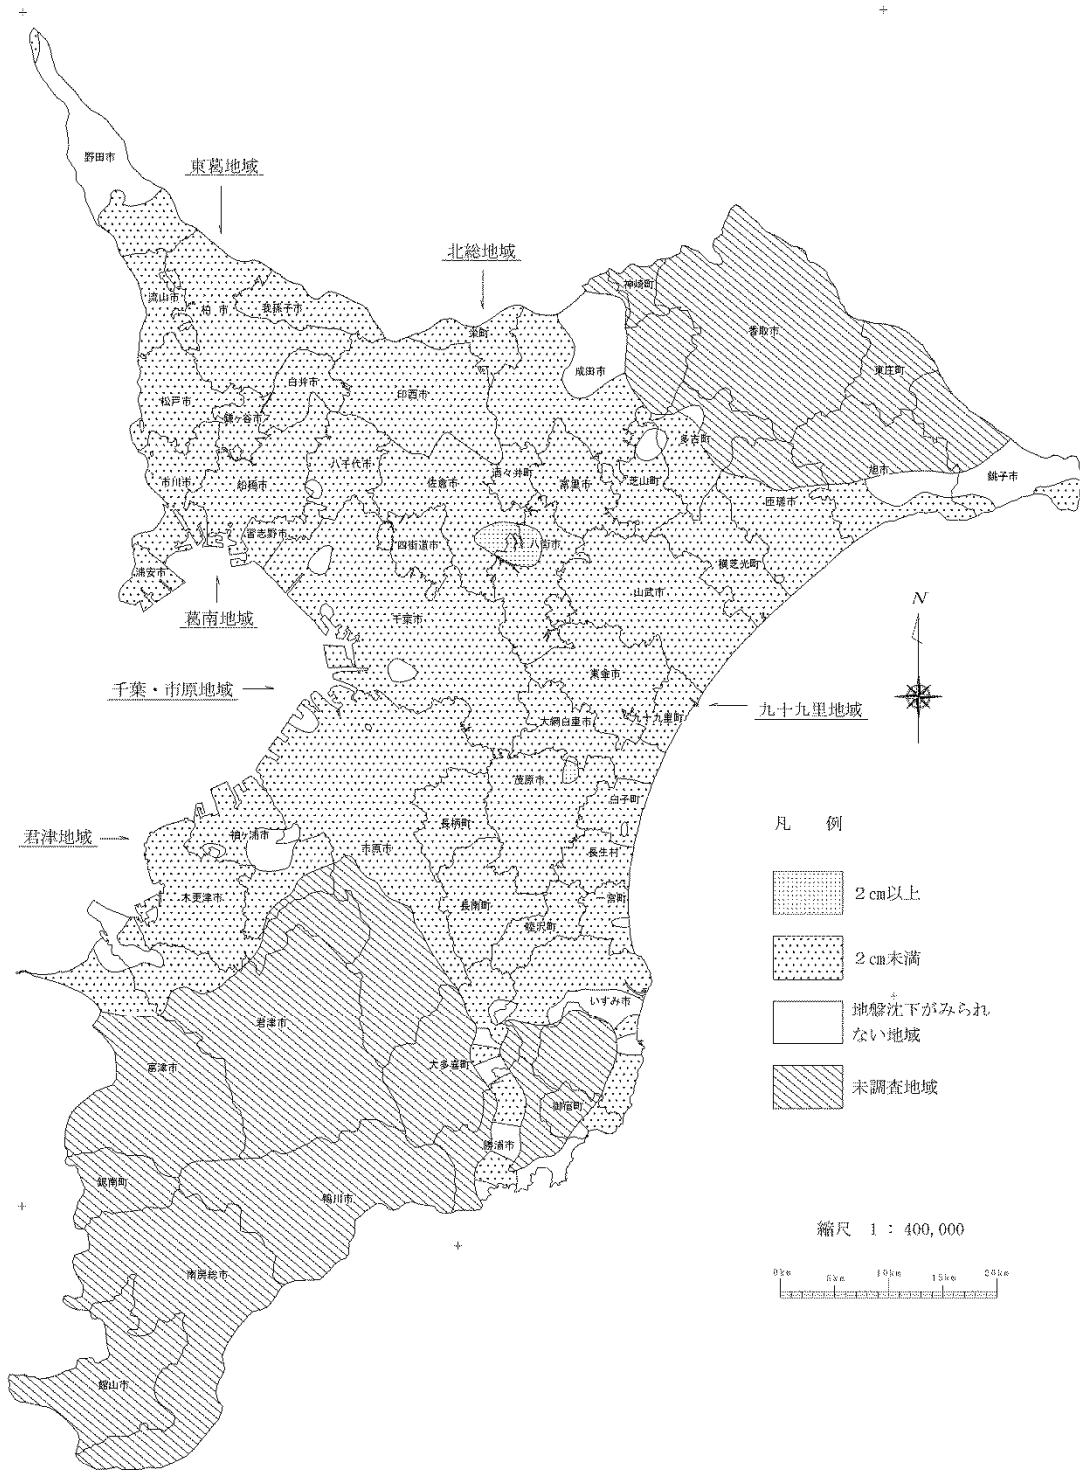 野田市
東葛地域
北総地域
神崎町
流山市
柏市
我孫子市
栄町
香取市
成田市
東庄町
白井市
印西市
松戸市
鎌ヶ谷市
多古町
八千代市
酒々井町
旭市
銚子市
市川市
船橋市
佐倉市
富里市
芝山町
匝瑳市
習志野市
四街道市
八街市
横芝光町
浦安市
山武市
N
葛南地域
千葉市
東金市
千葉・市原地域
九十九里地域
大網白里市
九十九里町
茂原市
白子町
凡 例
君津地域
袖ヶ浦市
長柄町
市原市
長生村
2㎝以上
木更津市
長南町
一宮町
睦沢町
2㎝未満
いすみ市
地盤沈下がみられ
ない地域
君津市
富津市
大多喜町
未調査地域
御宿町
勝浦市
鋸南町
鴨川市
縮尺 1 : 400,000
南房総市
0km 5km 10km 15km 20km
館山市